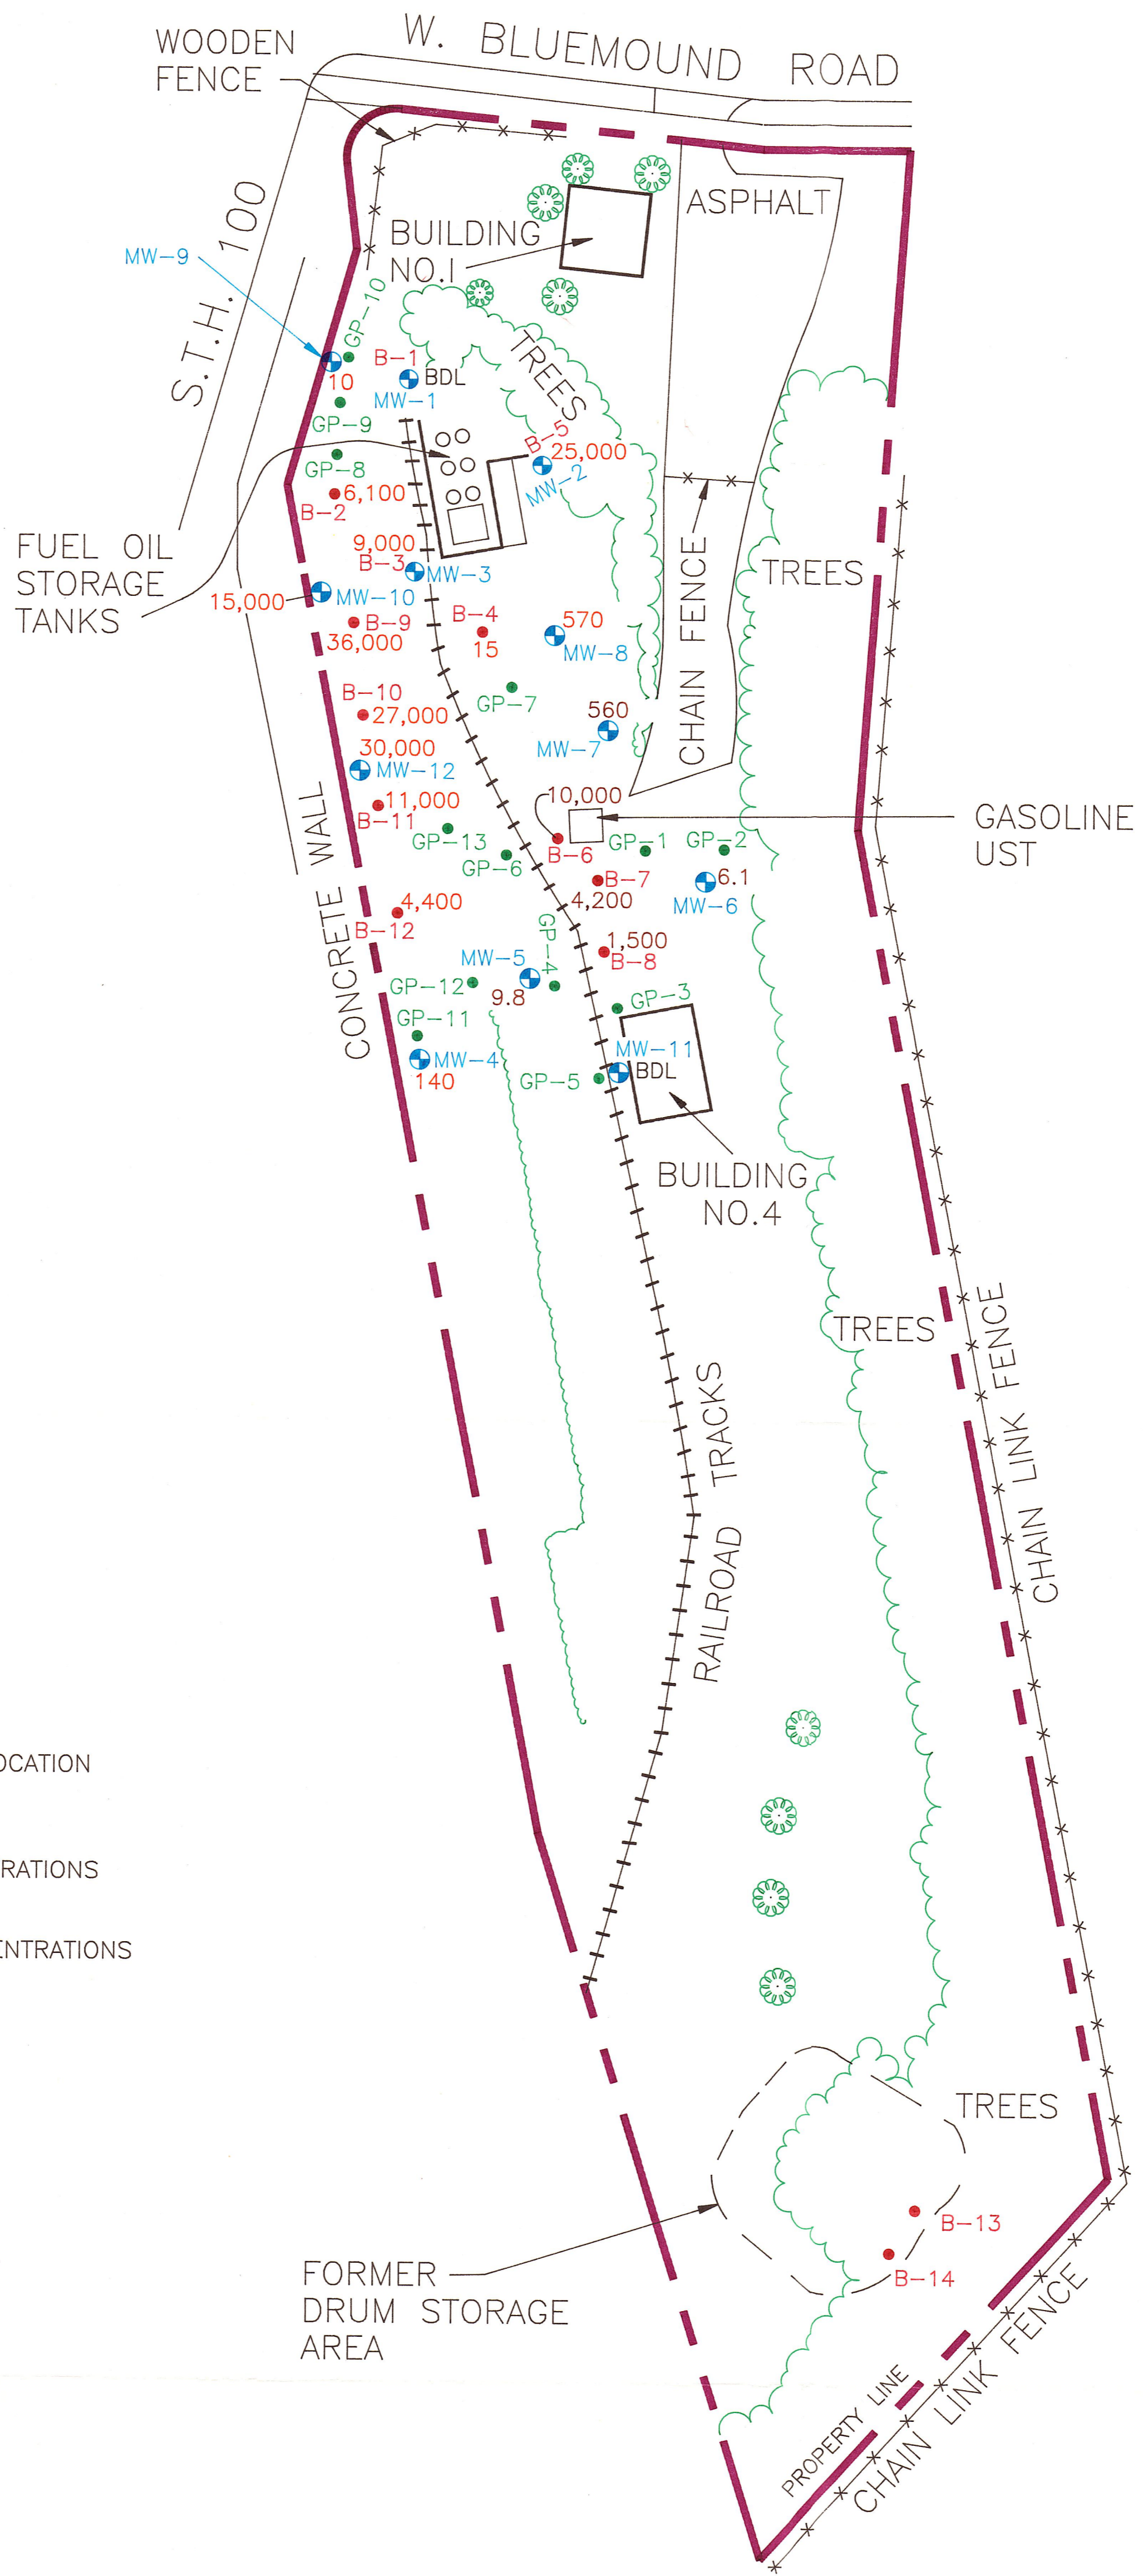 W. BLUEMOUND ROAD
WOODEN
FENCE
S.T.H. 100
ASPHALT
BUILDING
NO.1
MW-9
GP-10
10
B-1
BDL
MW-1
TREES
GP-9
GP-8
B-5
25,000
MW-2
6,100
B-2
FUEL OIL
STORAGE
TANKS
9,000
B-3
MW-3
CHAIN FENCE
TREES
15,000
MW-10
B-9
36,000
B-4
15
570
MW-8
GP-7
B-10
27,000
560
MW-7
30,000
MW-12
11,000
B-11
10,000
GASOLINE
UST
GP-13
GP-6
B-6
GP-1
GP-2
B-7
4,200
6.1
MW-6
CONCRETE WALL
4,400
B-12
GP-4
1,500
B-8
MW-5
9.8
GP-12
GP-3
GP-11
MW-4
140
MW-11
BDL
GP-5
BUILDING
NO.4
TREES
CHAIN LINK FENCE
RAILROAD TRACKS
OCATION
RATIONS
ENTRATIONS
TREES
B-13
B-14
FORMER
DRUM STORAGE
AREA
PROPERTY LINE
CHAIN LINK FENCE